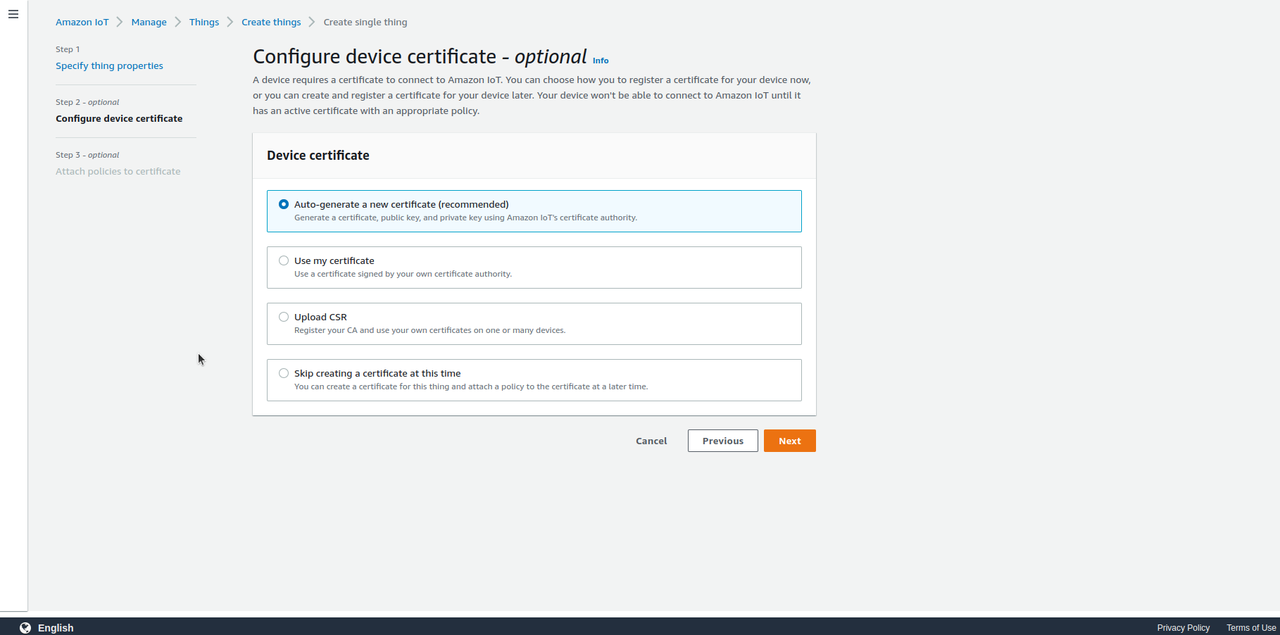 Amazon IoT Manage Things Create things Create single thing
Step 1
Specify thing properties
Step 2 - optional
Configure device certificate
Step 3 - optional
Attach policies to certificate
Configure device certificate - optional Info
A device requires a certificate to connect to Amazon IoT. You can choose how you to register a certificate for your device now,
or you can create and register a certificate for your device later. Your device won't be able to connect to Amazon IoT until it
has an active certificate with an appropriate policy.
Device certificate
Auto-generate a new certificate (recommended)
Generate a certificate, public key, and private key using Amazon IoT's certificate authority.
Use my certificate
Use a certificate signed by your own certificate authority.
Upload CSR
Register your CA and use your own certificates on one or many devices.
Skip creating a certificate at this time
You can create a certificate for this thing and attach a policy to the certificate at a later time.
Cancel Previous Next
English Privacy Policy Terms of Use